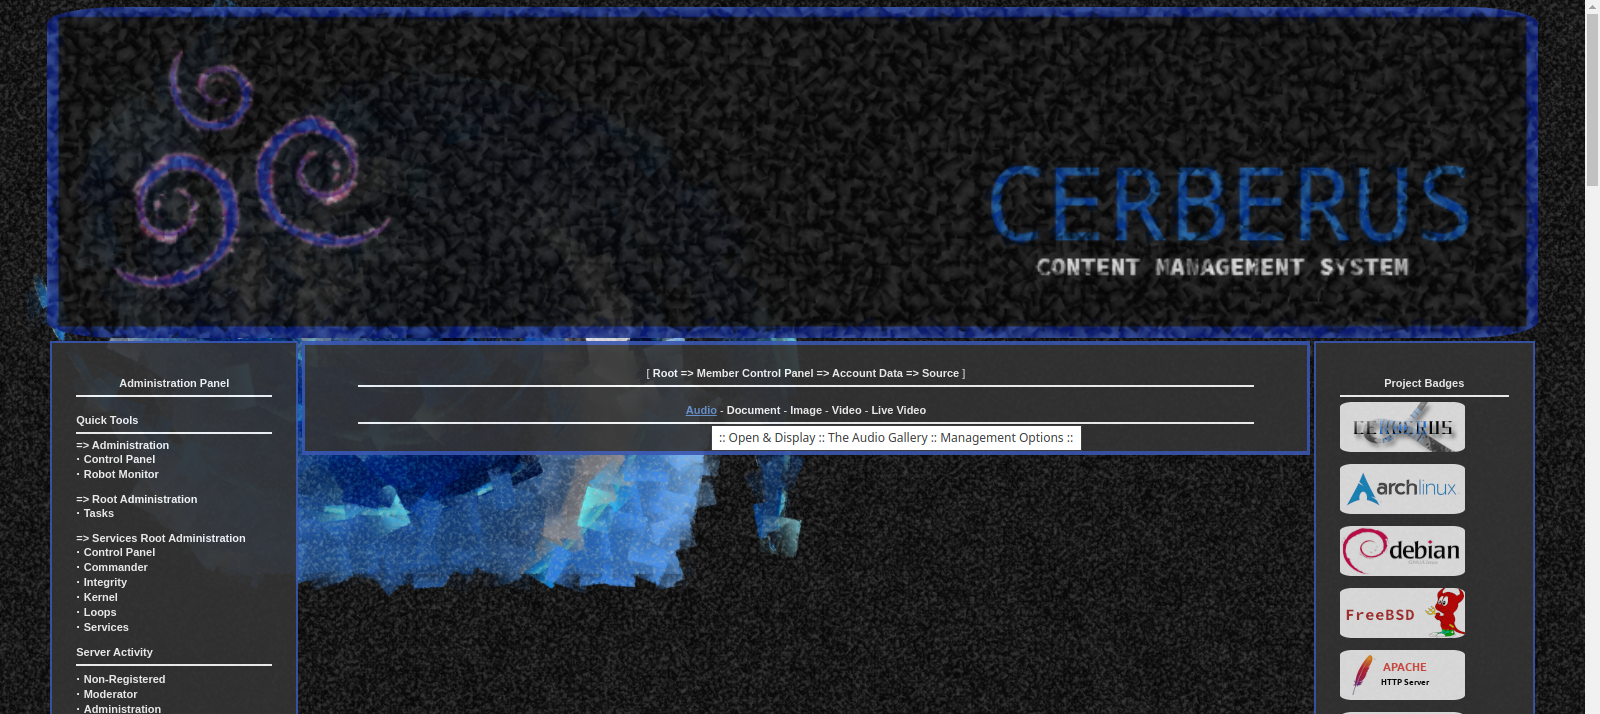 CERBERUS
CONTENT MANAGEMENT SYSTEM
Administration Panel
Quick Tools
=> Administration
· Control Panel
· Robot Monitor
=> Root Administration
· Tasks
=> Services Root Administration
· Control Panel
· Commander
· Integrity
· Kernel
· Loops
· Services
Server Activity
· Non-Registered
· Moderator
· Administration
[ Root => Member Control Panel => Account Data => Source ]
Audio - Document - Image - Video - Live Video
:: Open & Display :: The Audio Gallery :: Management Options ::
Project Badges
CERBERUS
archlinux
debian
FreeBSD
APACHE
HTTP Server